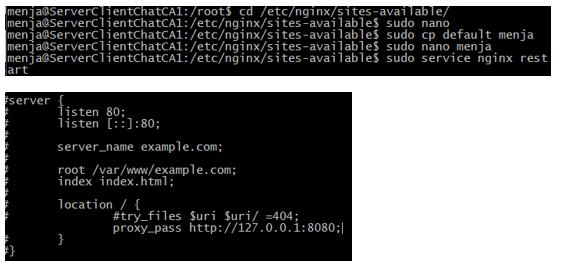 menja@ServerClientChatCA1:/root$ cd /etc/nginx/sites-available/
menja@ServerClientChatCA1:/etc/nginx/sites-available$ sudo nano
menja@ServerClientChatCA1:/etc/nginx/sites-available$ sudo cp default menja
menja@ServerClientChatCA1:/etc/nginx/sites-available$ sudo nano menja
menja@ServerClientChatCA1:/etc/nginx/sites-available$ sudo service nginx rest
art
#server {
#       listen 80;
#       listen [::]:80;
#
#       server_name example.com;
#
#       root /var/www/example.com;
#       index index.html;
#
#       location / {
#               #try_files $uri $uri/ =404;
                proxy_pass http://127.0.0.1:8080;
#       }
#}